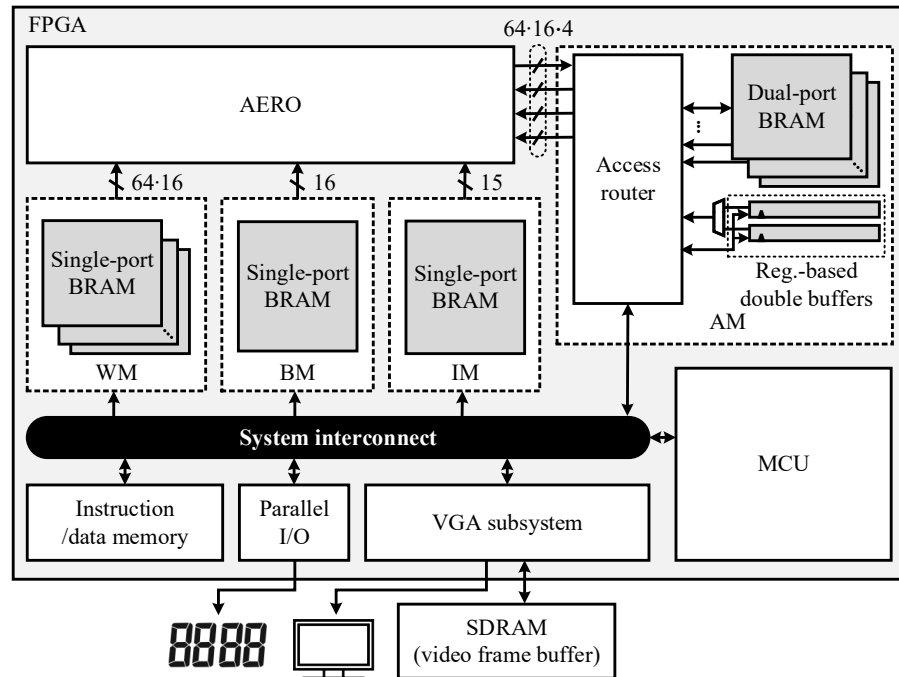 FPGA
64·16·4
AERO
Dual-port
BRAM
Access
router
64·16
16
15
Single-port
BRAM
Single-port
BRAM
Single-port
BRAM
Reg.-based
double buffers
AM
WM
BM
IM
System interconnect
MCU
Instruction
/data memory
Parallel
I/O
VGA subsystem
8888
SDRAM
(video frame buffer)